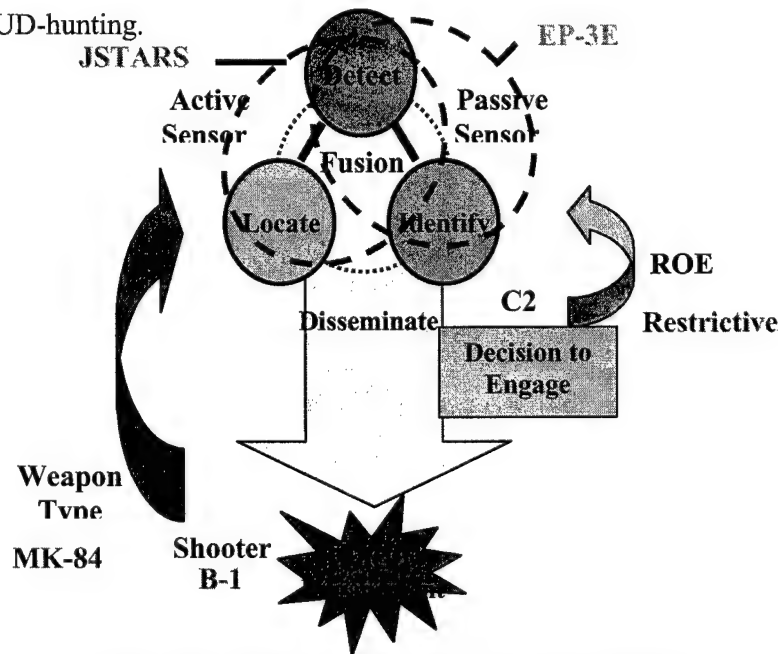 UD-hunting.
JSTARS
EP-3E
Detect
Active
Sensor
Passive
Sensor
Fusion
Locate
Identify
ROE
C2
Restrictive
Disseminate
Decision to
Engage
Weapon
Type
MK-84
Shooter
B-1